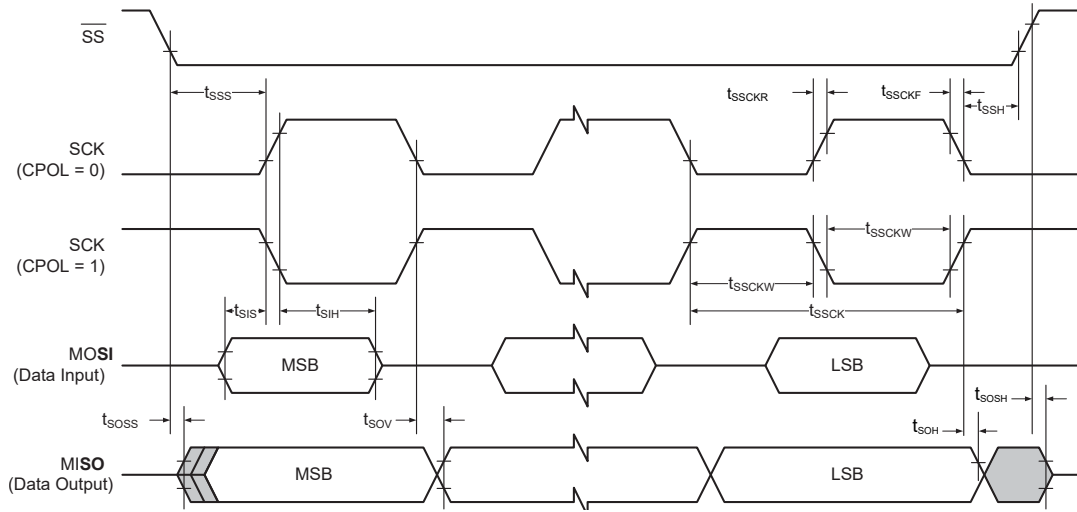 SS
tSSS
tSSCKR
tSSCKF
tSSH
SCK
(CPOL = 0)
SCK
(CPOL = 1)
tSSCKW
tSSCKW
tSSCK
tSIS
tSIH
MOSI
(Data Input)
MSB
LSB
tSOSS
tSOV
tSOH
tSOSH
MISO
(Data Output)
MSB
LSB